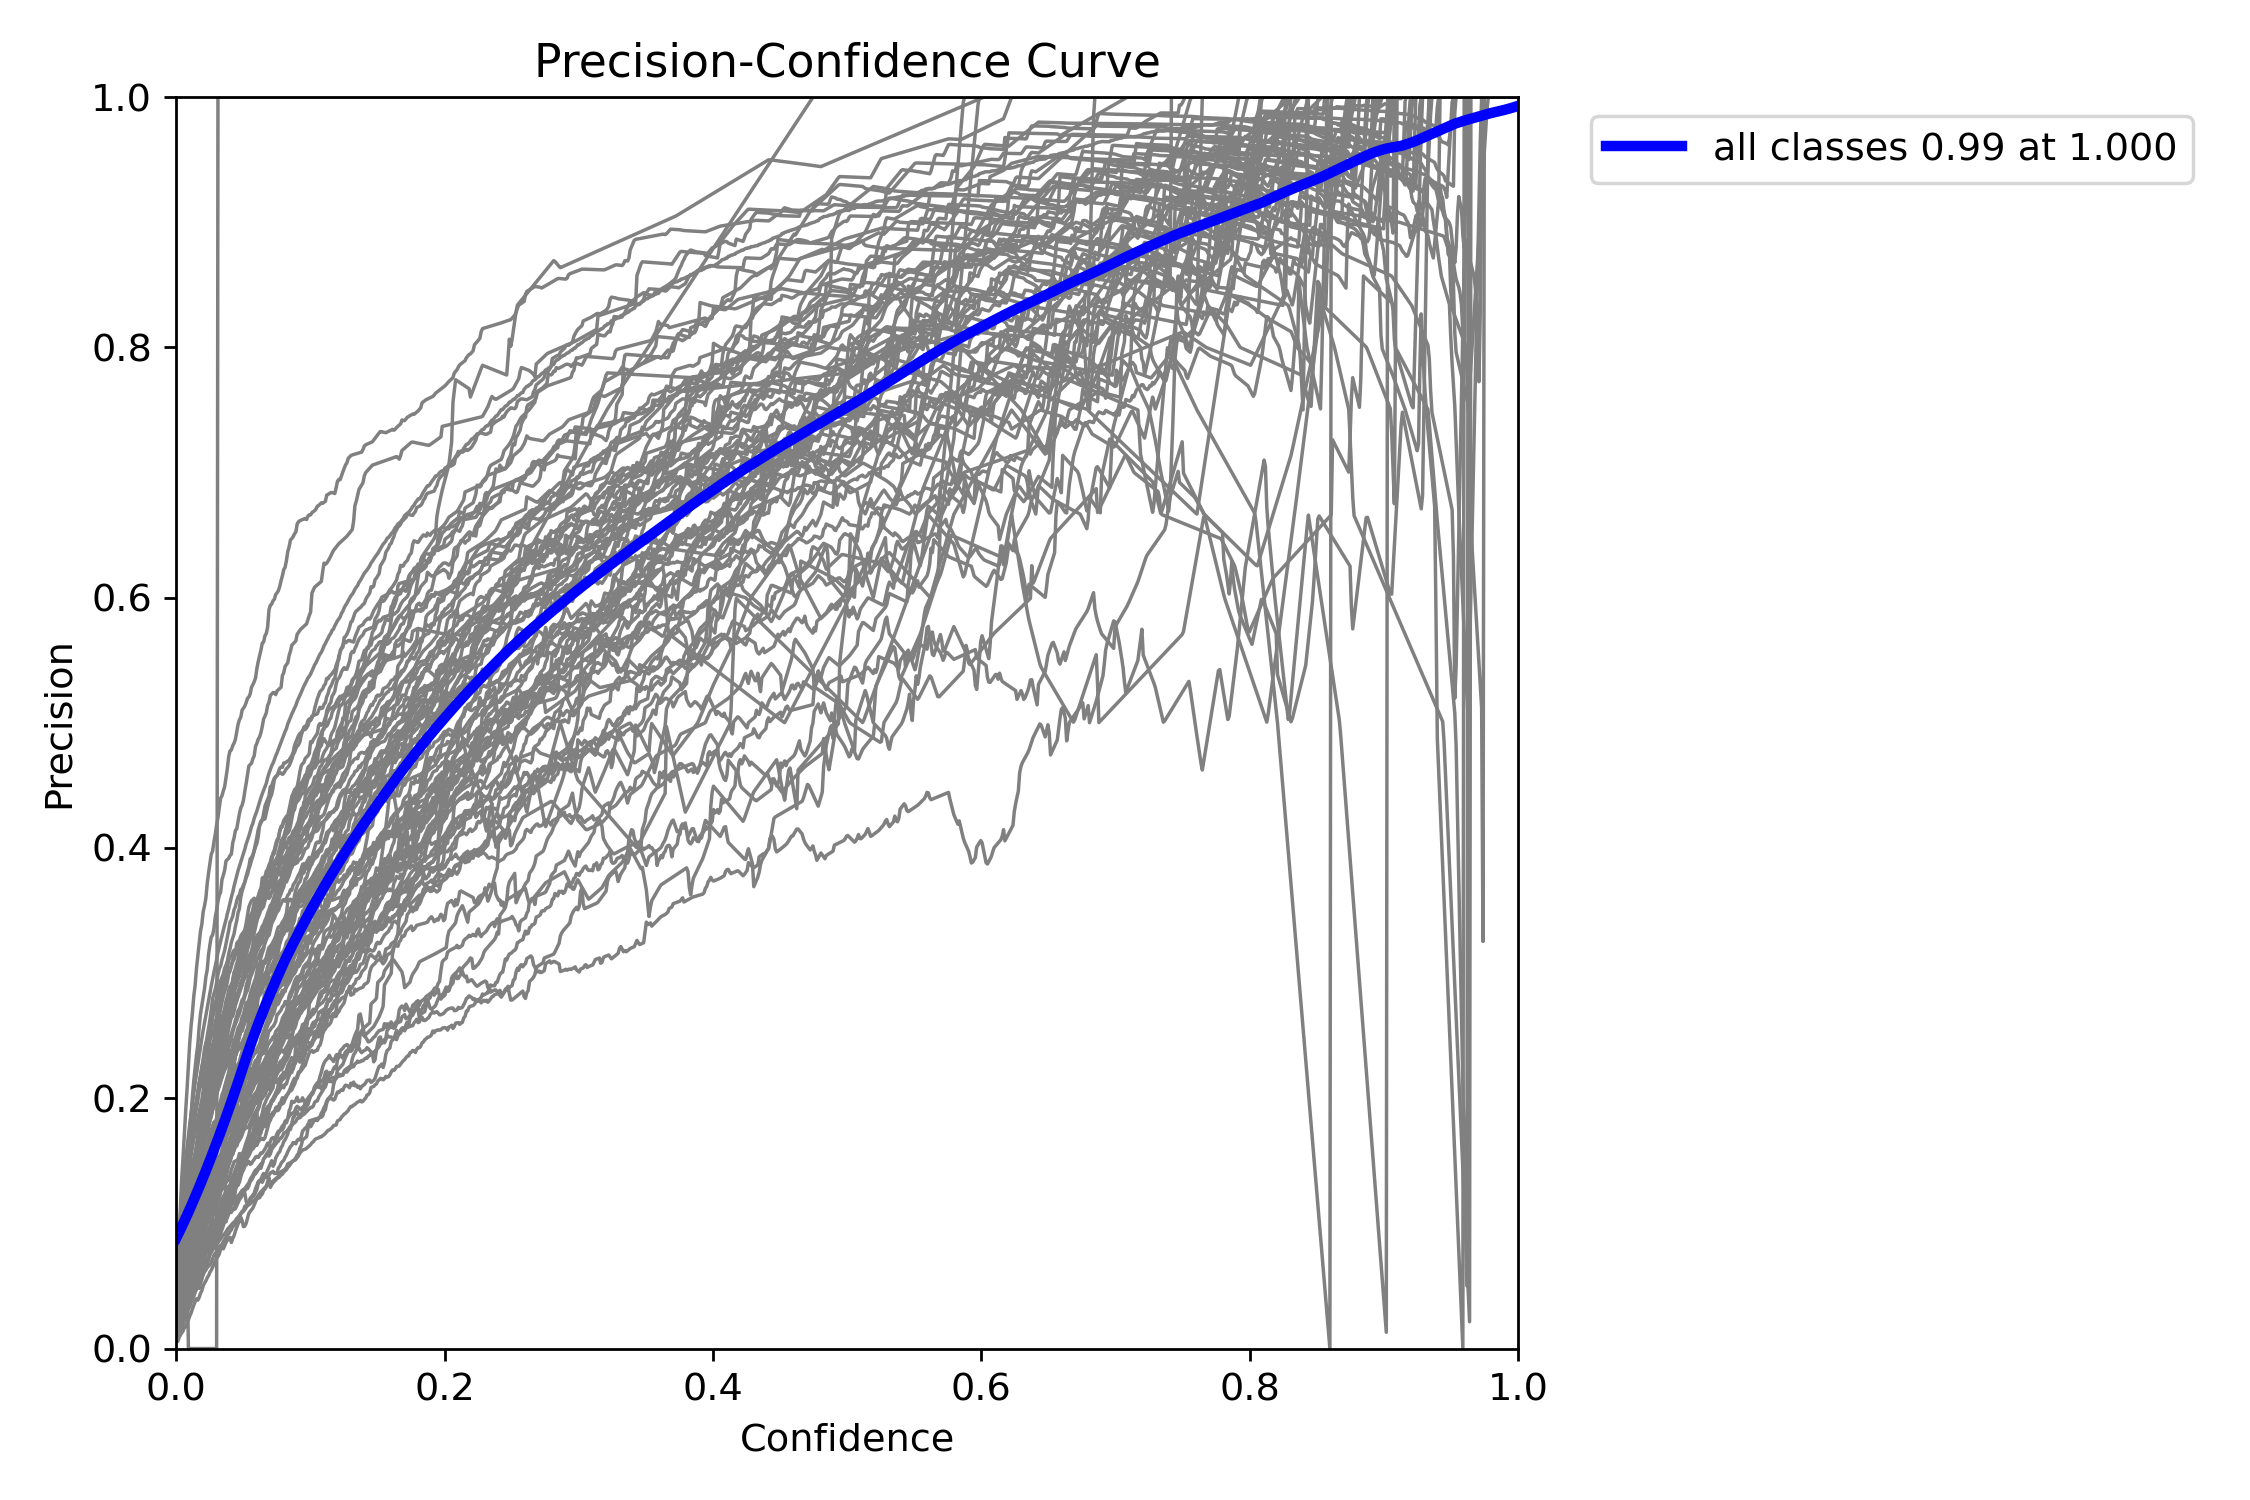 Precision-Confidence Curve
all classes 0.99 at 1.000
Precision
1.0
0.8
0.6
0.4
0.2
0.0
0.0 0.2 0.4 0.6 0.8 1.0
Confidence